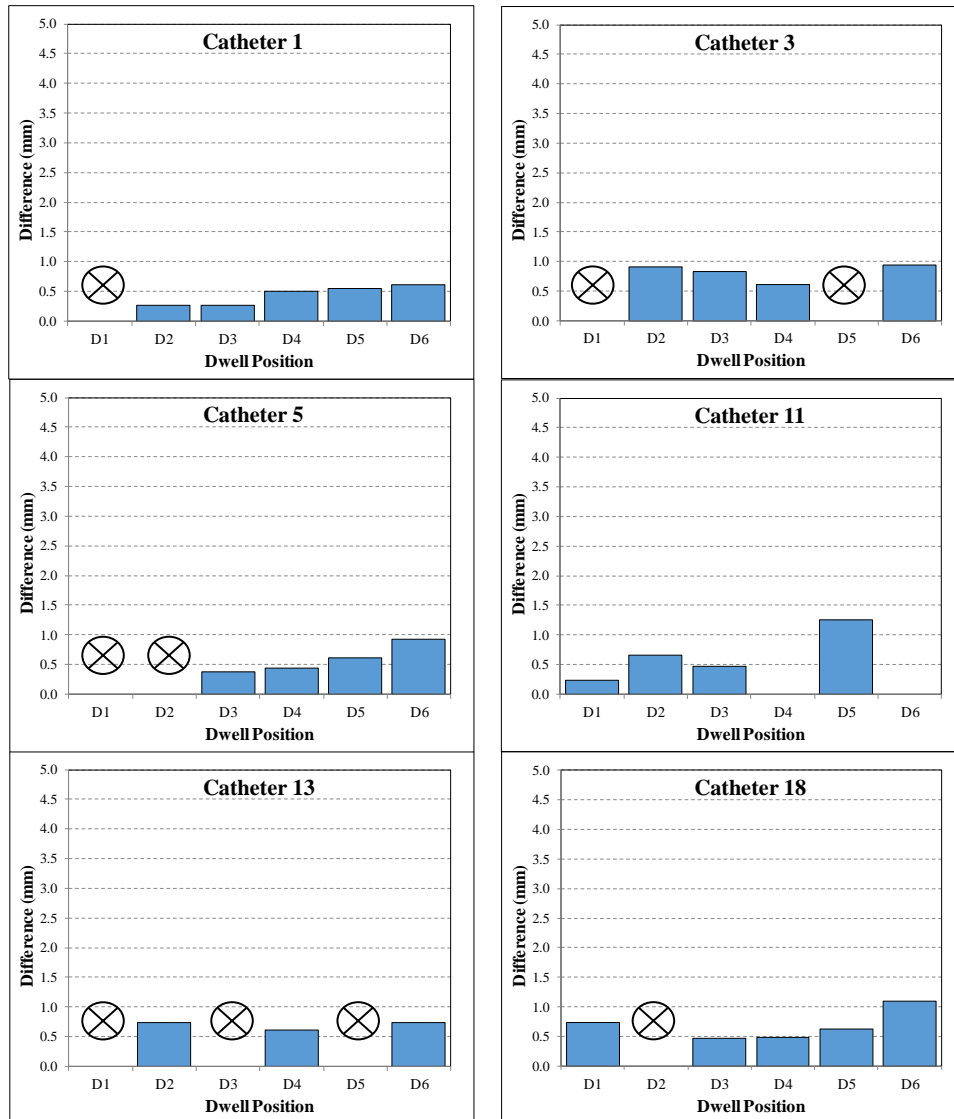 Catheter 1
Difference (mm)
5.0
4.5
4.0
3.5
3.0
2.5
2.0
1.5
1.0
0.5
0.0
D1 D2 D3 D4 D5 D6
Dwell Position
Catheter 3
Difference (mm)
5.0
4.5
4.0
3.5
3.0
2.5
2.0
1.5
1.0
0.5
0.0
D1 D2 D3 D4 D5 D6
Dwell Position
Catheter 5
Difference (mm)
5.0
4.5
4.0
3.5
3.0
2.5
2.0
1.5
1.0
0.5
0.0
D1 D2 D3 D4 D5 D6
Dwell Position
Catheter 11
Difference (mm)
5.0
4.5
4.0
3.5
3.0
2.5
2.0
1.5
1.0
0.5
0.0
D1 D2 D3 D4 D5 D6
Dwell Position
Catheter 13
Difference (mm)
5.0
4.5
4.0
3.5
3.0
2.5
2.0
1.5
1.0
0.5
0.0
D1 D2 D3 D4 D5 D6
Dwell Position
Catheter 18
Difference (mm)
5.0
4.5
4.0
3.5
3.0
2.5
2.0
1.5
1.0
0.5
0.0
D1 D2 D3 D4 D5 D6
Dwell Position